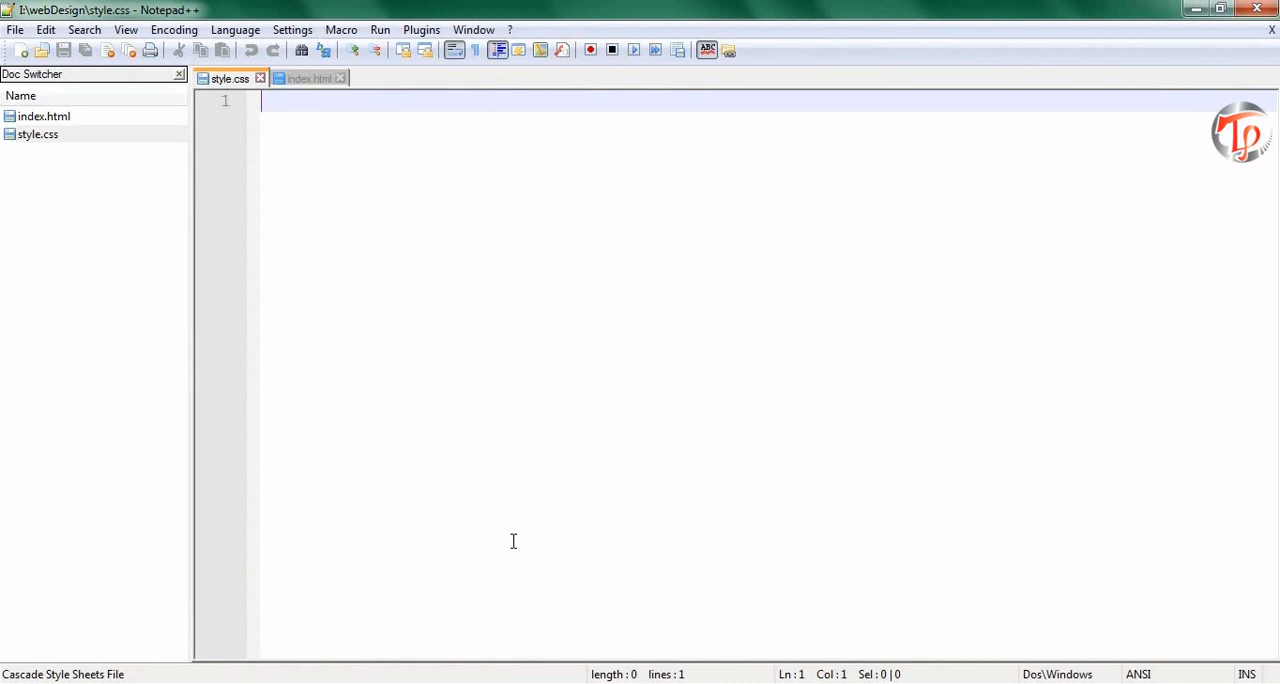 I:\webDesign\style.css - Notepad++
File Edit Search View Encoding Language Settings Macro Run Plugins Window ? X
ABC
Doc Switcher
style.css index.html
Name
1
index.html
style.css
Tp
Cascade Style Sheets File length : 0 lines : 1 Ln : 1 Col : 1 Sel : 0 | 0 Dos\Windows ANSI INS